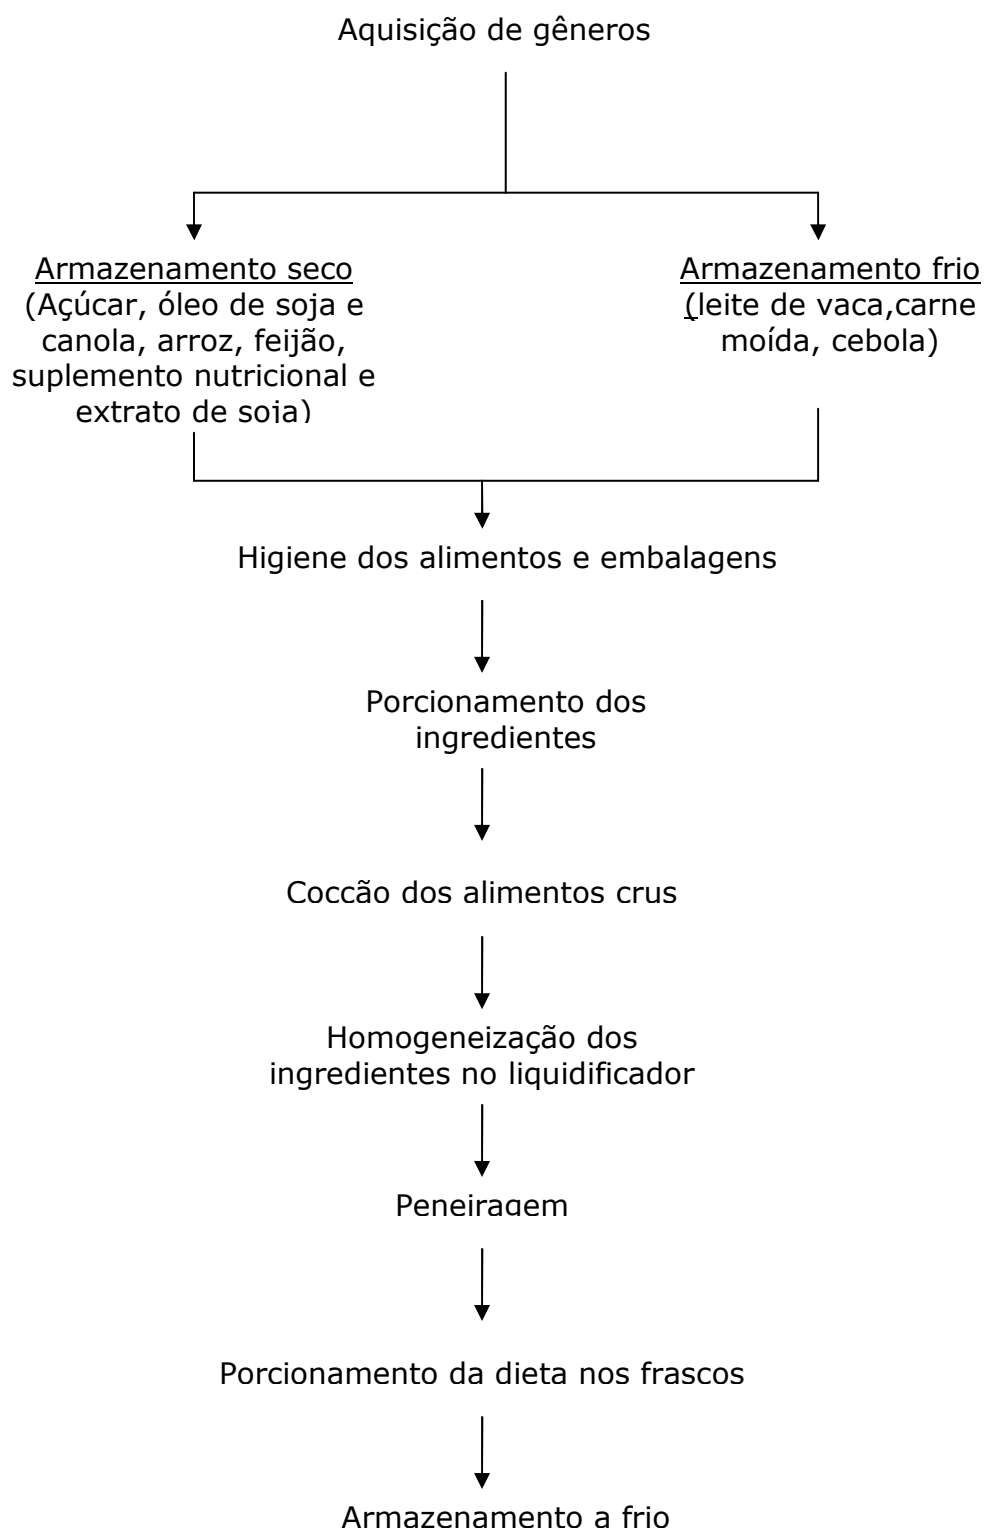 Aquisição de gêneros
Armazenamento seco
(Açúcar, óleo de soja e
canola, arroz, feijão,
suplemento nutricional e
extrato de soja)
Armazenamento frio
(leite de vaca,carne
moída, cebola)
Higiene dos alimentos e embalagens
Porcionamento dos
ingredientes
Cocção dos alimentos crus
Homogeneização dos
ingredientes no liquidificador
Peneiragem
Porcionamento da dieta nos frascos
Armazenamento a frio